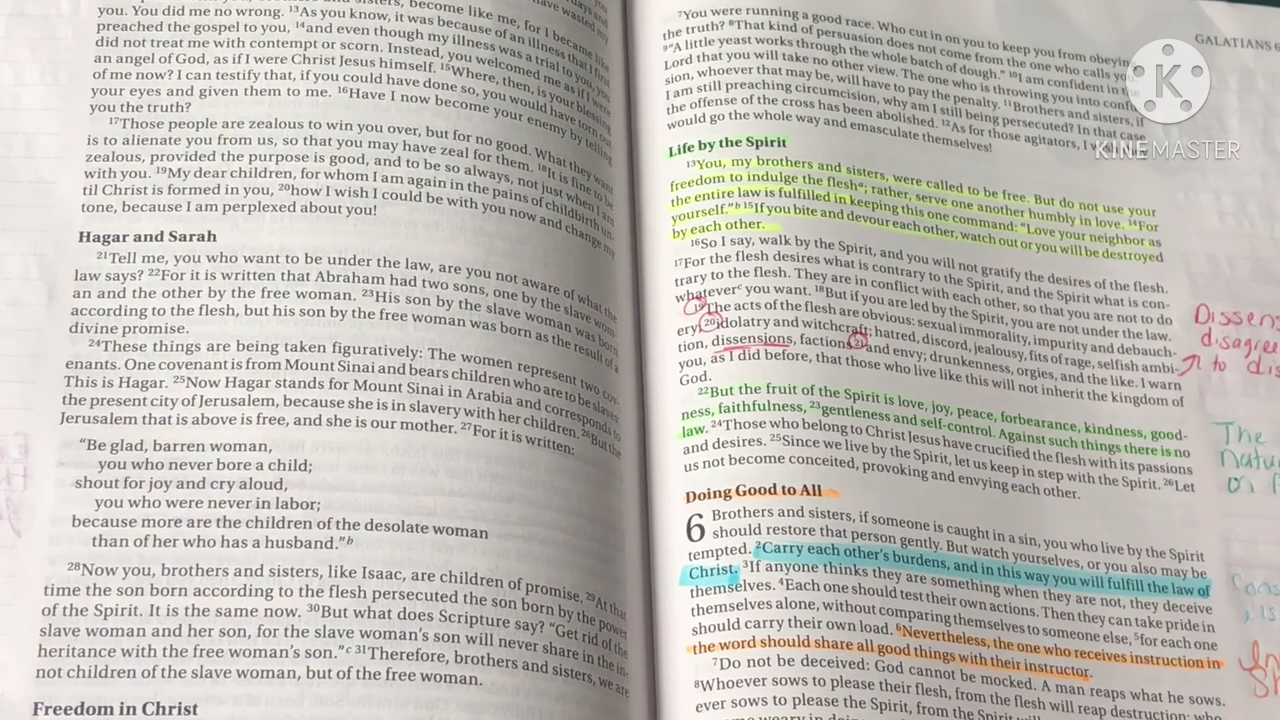 sisters, become like me, for I became like
you. You did me no wrong. 13As you know, it was because of an illness that I first
preached the gospel to you, 14and even though my illness was a trial to you, you
did not treat me with contempt or scorn. Instead, you welcomed me as if I were
an angel of God, as if I were Christ Jesus himself. 15Where, then, is your blessing
of me now? I can testify that, if you could have done so, you would have torn out
your eyes and given them to me. 16Have I now become your enemy by telling
you the truth?
17Those people are zealous to win you over, but for no good. What they want
is to alienate you from us, so that you may have zeal for them. 18It is fine to be
zealous, provided the purpose is good, and to be so always, not just when I am
with you. 19My dear children, for whom I am again in the pains of childbirth un-
til Christ is formed in you, 20how I wish I could be with you now and change my
tone, because I am perplexed about you!
Hagar and Sarah
21Tell me, you who want to be under the law, are you not aware of what the
law says? 22For it is written that Abraham had two sons, one by the slave wom-
an and the other by the free woman. 23His son by the slave woman was born
according to the flesh, but his son by the free woman was born as the result of a
divine promise.
24These things are being taken figuratively: The women represent two cov-
enants. One covenant is from Mount Sinai and bears children who are to be slaves:
This is Hagar. 25Now Hagar stands for Mount Sinai in Arabia and corresponds to
the present city of Jerusalem, because she is in slavery with her children. 26But the
Jerusalem that is above is free, and she is our mother. 27For it is written:
“Be glad, barren woman,
you who never bore a child;
shout for joy and cry aloud,
you who were never in labor;
because more are the children of the desolate woman
than of her who has a husband.”b
28Now you, brothers and sisters, like Isaac, are children of promise. 29At that
time the son born according to the flesh persecuted the son born by the power
of the Spirit. It is the same now. 30But what does Scripture say? “Get rid of the
slave woman and her son, for the slave woman’s son will never share in the in-
heritance with the free woman’s son.”c 31Therefore, brothers and sisters, we are
not children of the slave woman, but of the free woman.
Freedom in Christ
GALATIANS 6
7You were running a good race. Who cut in on you to keep you from obeying
the truth? 8That kind of persuasion does not come from the one who calls you.
9“A little yeast works through the whole batch of dough.” 10I am confident in the
Lord that you will take no other view. The one who is throwing you into confu-
sion, whoever that may be, will have to pay the penalty. 11Brothers and sisters, if
I am still preaching circumcision, why am I still being persecuted? In that case
the offense of the cross has been abolished. 12As for those agitators, I
would go the whole way and emasculate themselves!
Life by the Spirit
13You, my brothers and sisters, were called to be free. But do not use your
freedom to indulge the flesha; rather, serve one another humbly in love. 14For
the entire law is fulfilled in keeping this one command: “Love your neighbor as
yourself.”b 15If you bite and devour each other, watch out or you will be destroyed
by each other.
16So I say, walk by the Spirit, and you will not gratify the desires of the flesh.
17For the flesh desires what is contrary to the Spirit, and the Spirit what is con-
trary to the flesh. They are in conflict with each other, so that you are not to do
whateverc you want. 18But if you are led by the Spirit, you are not under the law.
19The acts of the flesh are obvious: sexual immorality, impurity and debauch-
ery; 20idolatry and witchcraft; hatred, discord, jealousy, fits of rage, selfish ambi-
tion, dissensions, factions 21and envy; drunkenness, orgies, and the like. I warn
you, as I did before, that those who live like this will not inherit the kingdom of
God.
22But the fruit of the Spirit is love, joy, peace, forbearance, kindness, good-
ness, faithfulness, 23gentleness and self-control. Against such things there is no
law. 24Those who belong to Christ Jesus have crucified the flesh with its passions
and desires. 25Since we live by the Spirit, let us keep in step with the Spirit. 26Let
us not become conceited, provoking and envying each other.
Doing Good to All
6 Brothers and sisters, if someone is caught in a sin, you who live by the Spirit
should restore that person gently. But watch yourselves, or you also may be
tempted. 2Carry each other’s burdens, and in this way you will fulfill the law of
Christ. 3If anyone thinks they are something when they are not, they deceive
themselves. 4Each one should test their own actions. Then they can take pride in
themselves alone, without comparing themselves to someone else, 5for each one
should carry their own load. 6Nevertheless, the one who receives instruction in
the word should share all good things with their instructor.
7Do not be deceived: God cannot be mocked. A man reaps what he sows.
8Whoever sows to please their flesh, from the flesh will reap destruction;
ever sows to please the Spirit, from the Spirit will
Dissen
disagre
to dis
The
natu
on
K
KINEMASTER